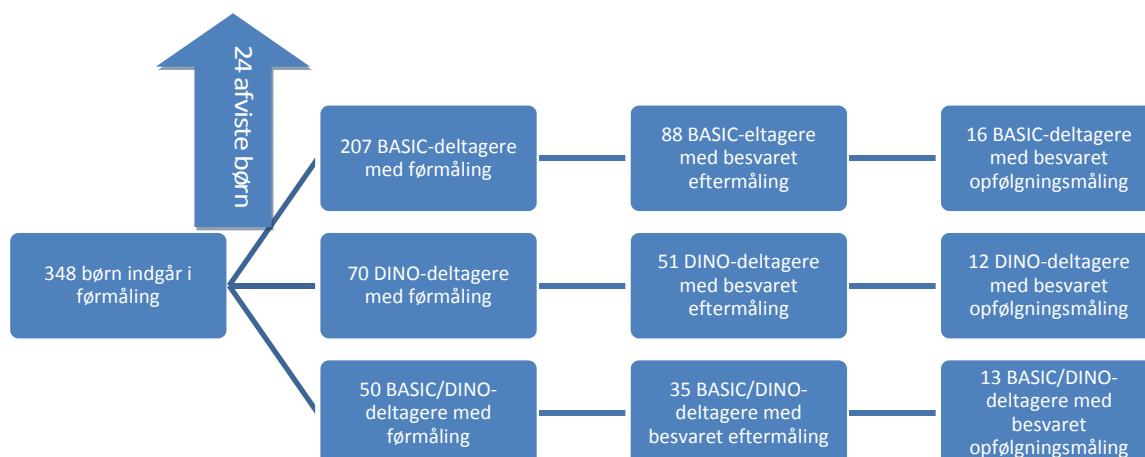 24 afviste børn
348 børn indgår i
førmåling
207 BASIC-deltagere
med førmåling
88 BASIC-eltagere
med besvaret
eftermåling
16 BASIC-deltagere
med besvaret
opfølgningsmåling
70 DINO-deltagere
med førmåling
51 DINO-deltagere
med besvaret
eftermåling
12 DINO-deltagere
med besvaret
opfølgningsmåling
50 BASIC/DINO-
deltagere med
førmåling
35 BASIC/DINO-
deltagere med
besvaret eftermåling
13 BASIC/DINO-
deltagere med
besvaret
opfølgningsmåling